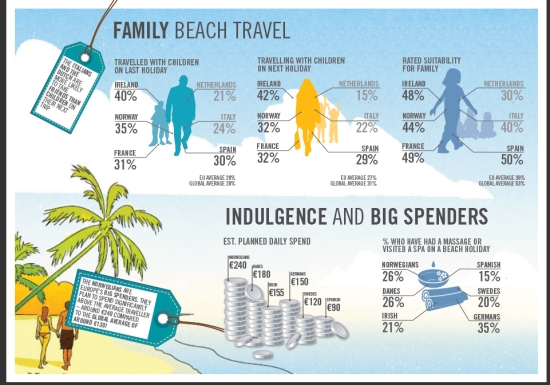 FAMILY BEACH TRAVEL
THE ITALIANS
AND THE
DUTCH ARE
MORE LIKELY
TO TAKE
FRIENDS THAN
CHILDREN ON
THEIR NEXT
TRIP
TRAVELLED WITH CHILDREN
ON LAST HOLIDAY
IRELAND
40%
NETHERLANDS
21%
NORWAY
35%
ITALY
24%
FRANCE
31%
SPAIN
30%
EU AVERAGE 28%
GLOBAL AVERAGE 29%
TRAVELLING WITH CHILDREN
ON NEXT HOLIDAY
IRELAND
42%
NETHERLANDS
15%
NORWAY
32%
ITALY
22%
FRANCE
32%
SPAIN
29%
EU AVERAGE 27%
GLOBAL AVERAGE 31%
RATED SUITABILITY
FOR FAMILY
IRELAND
48%
NETHERLANDS
30%
NORWAY
44%
ITALY
40%
FRANCE
49%
SPAIN
50%
EU AVERAGE 39%
GLOBAL AVERAGE 53%
INDULGENCE AND BIG SPENDERS
EST. PLANNED DAILY SPEND
NORWEGIANS
€240
DANES
€180
IRISH
€155
GERMANS
€150
SWEDES
€120
SPANISH
€90
% WHO HAVE HAD A MASSAGE OR
VISITED A SPA ON A BEACH HOLIDAY
NORWEGIANS
26%
SPANISH
15%
DANES
26%
SWEDES
20%
IRISH
21%
GERMANS
35%
THE NORWEGIANS ARE
EUROPE'S BIG SPENDERS. THEY
PLAN TO SPEND SIGNIFICANTLY
ABOVE THE AVERAGE TRAVELLER
– AROUND €240 COMPARED
TO THE GLOBAL AVERAGE OF
AROUND €130!